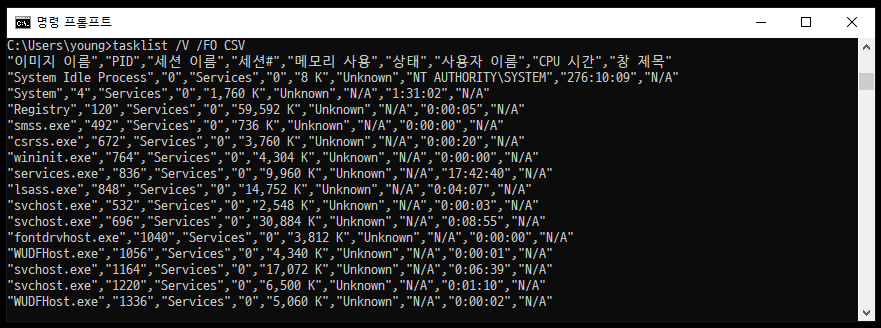 명령 프롬프트
C:\Users\young>tasklist /V /FO CSV
"이미지 이름","PID","세션 이름","세션#","메모리 사용","상태","사용자 이름","CPU 시간","창 제목"
"System Idle Process","0","Services","0","8 K","Unknown","NT AUTHORITY\SYSTEM","276:10:09","N/A"
"System","4","Services","0","1,760 K","Unknown","N/A","1:31:02","N/A"
"Registry","120","Services","0","59,592 K","Unknown","N/A","0:00:05","N/A"
"smss.exe","492","Services","0","736 K","Unknown","N/A","0:00:00","N/A"
"csrss.exe","672","Services","0","3,760 K","Unknown","N/A","0:00:20","N/A"
"wininit.exe","764","Services","0","4,304 K","Unknown","N/A","0:00:00","N/A"
"services.exe","836","Services","0","9,960 K","Unknown","N/A","17:42:40","N/A"
"lsass.exe","848","Services","0","14,752 K","Unknown","N/A","0:04:07","N/A"
"svchost.exe","532","Services","0","2,548 K","Unknown","N/A","0:00:03","N/A"
"svchost.exe","696","Services","0","30,884 K","Unknown","N/A","0:08:55","N/A"
"fontdrvhost.exe","1040","Services","0","3,812 K","Unknown","N/A","0:00:00","N/A"
"WUDFHost.exe","1056","Services","0","4,340 K","Unknown","N/A","0:00:01","N/A"
"svchost.exe","1164","Services","0","17,072 K","Unknown","N/A","0:06:39","N/A"
"svchost.exe","1220","Services","0","6,500 K","Unknown","N/A","0:01:10","N/A"
"WUDFHost.exe","1336","Services","0","5,060 K","Unknown","N/A","0:00:02","N/A"